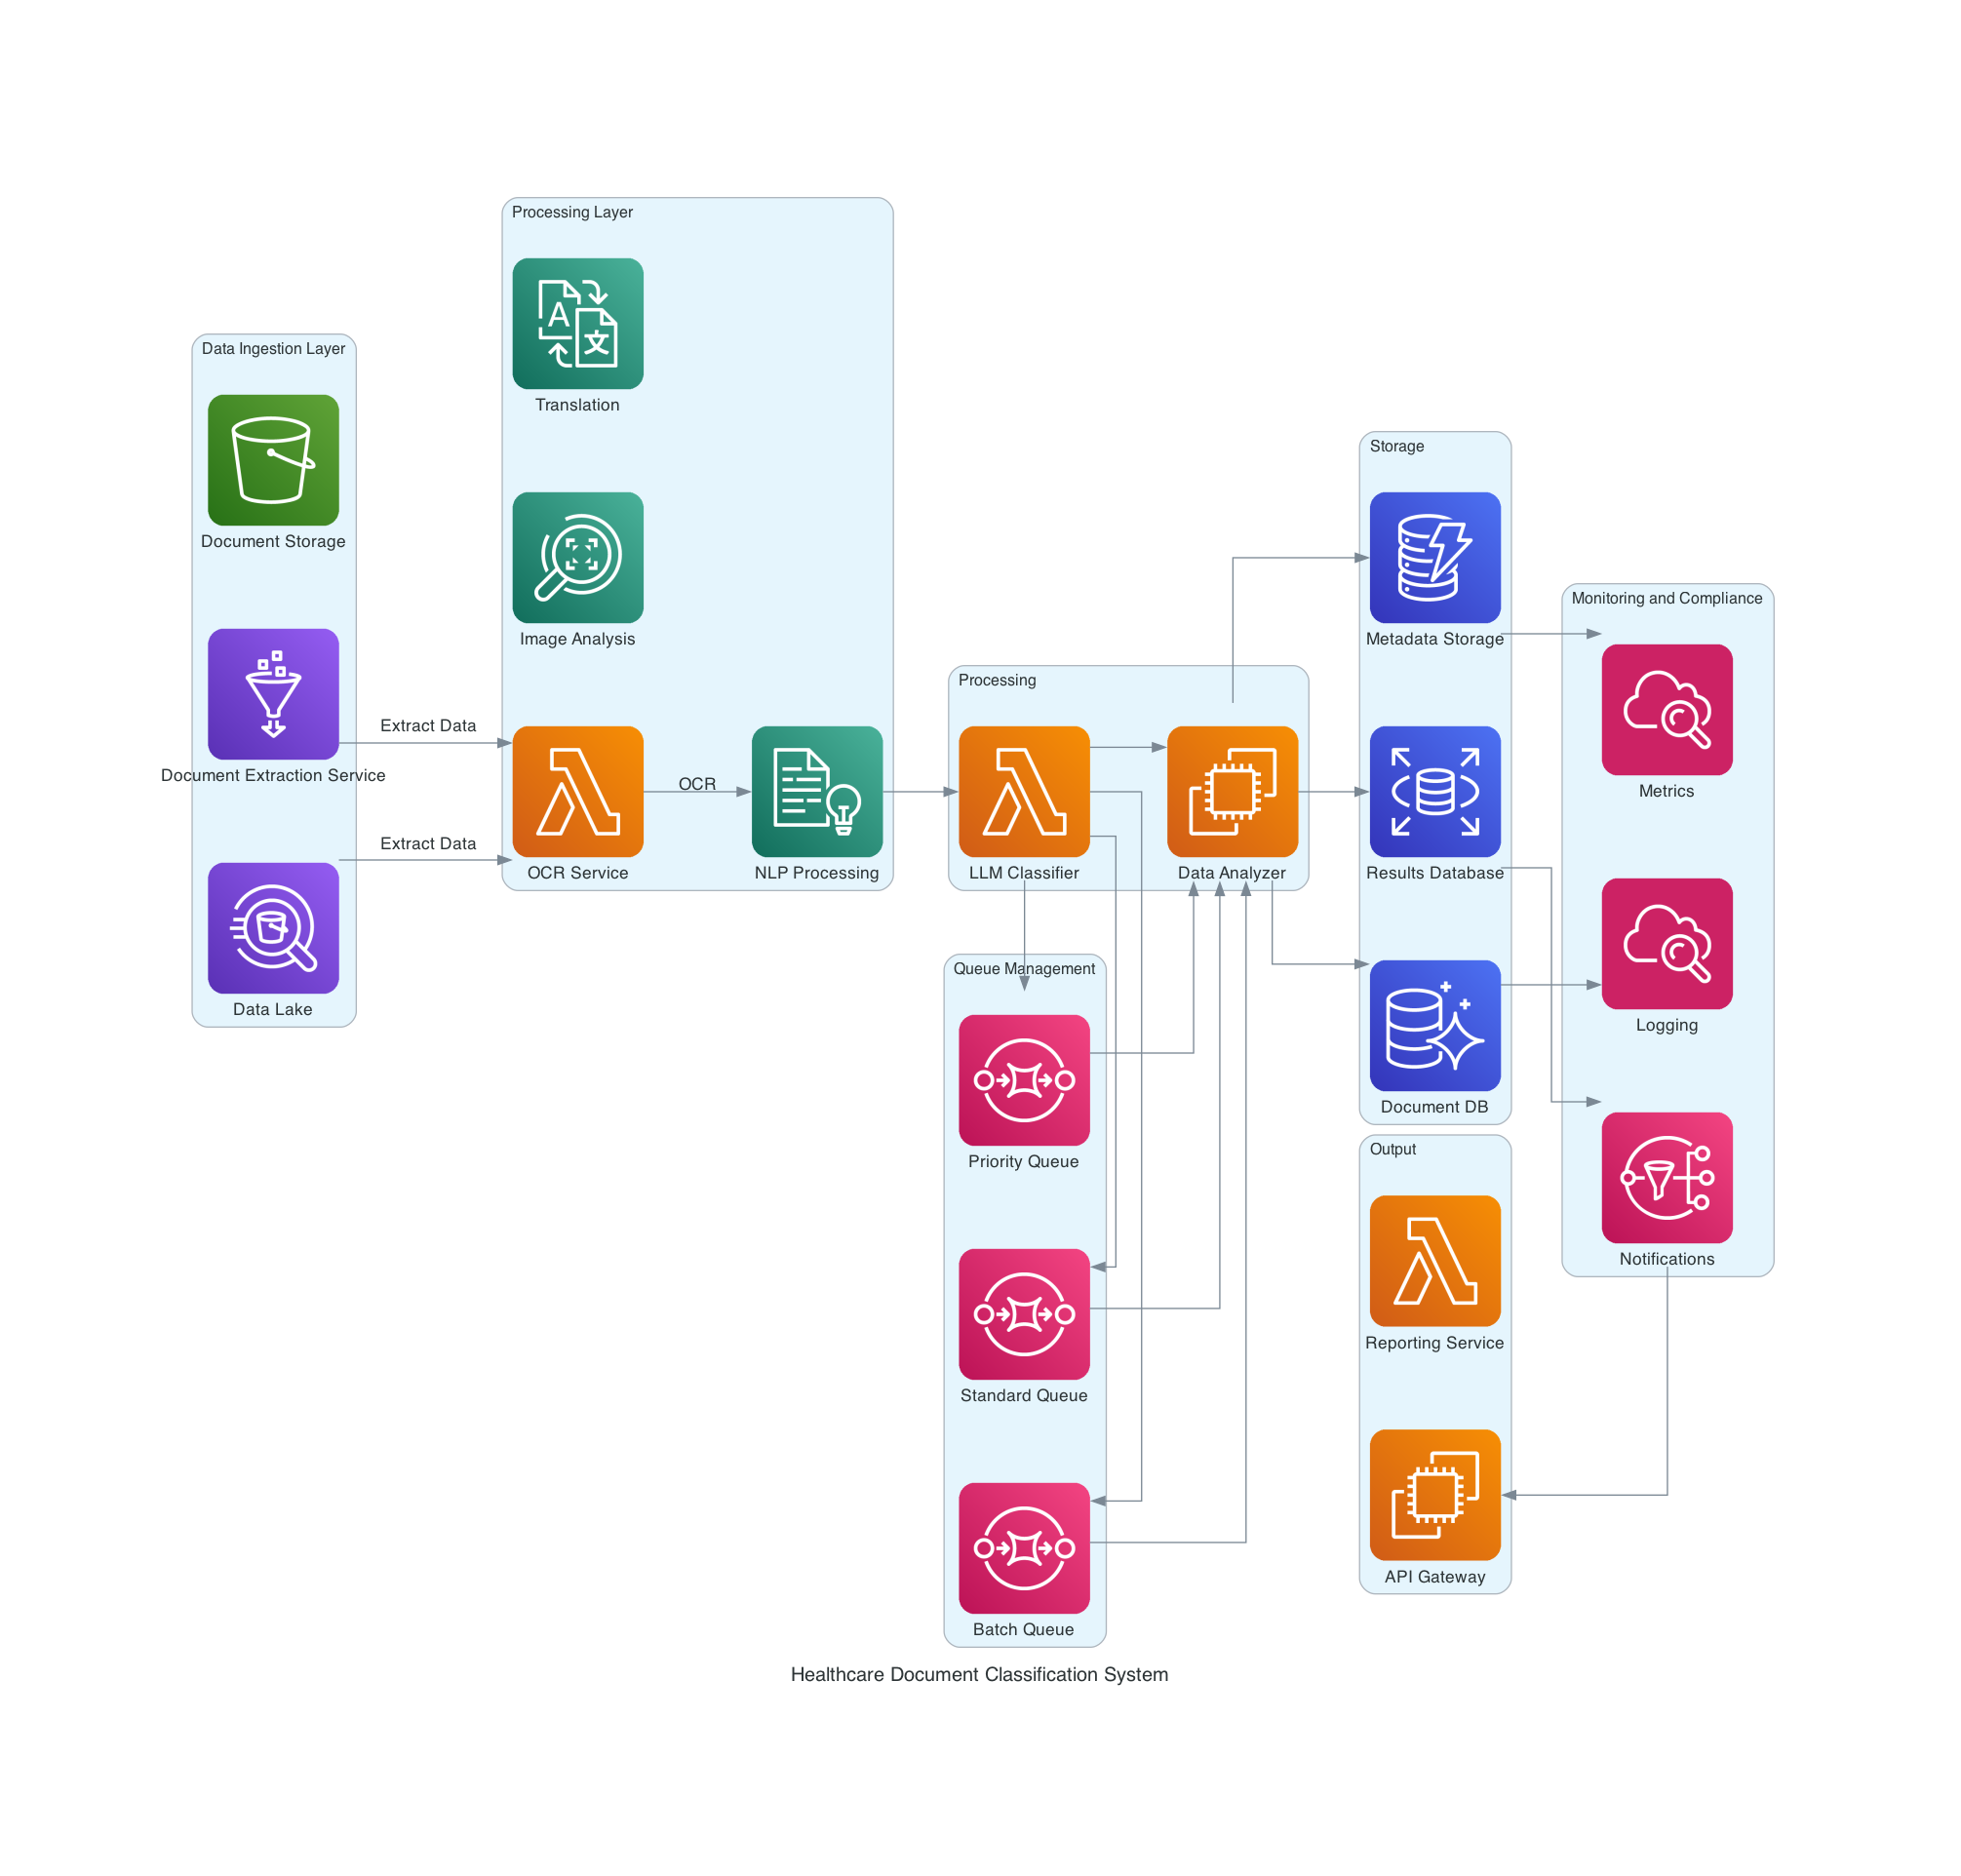 Processing Layer
Translation
Data Ingestion Layer
Document Storage
Image Analysis
Storage
Metadata Storage
Monitoring and Compliance
Processing
Extract Data
Document Extraction Service
OCR
Metrics
Extract Data
OCR Service
NLP Processing
LLM Classifier
Data Analyzer
Results Database
Data Lake
Queue Management
Logging
Document DB
Priority Queue
Output
Notifications
Reporting Service
Standard Queue
API Gateway
Batch Queue
Healthcare Document Classification System